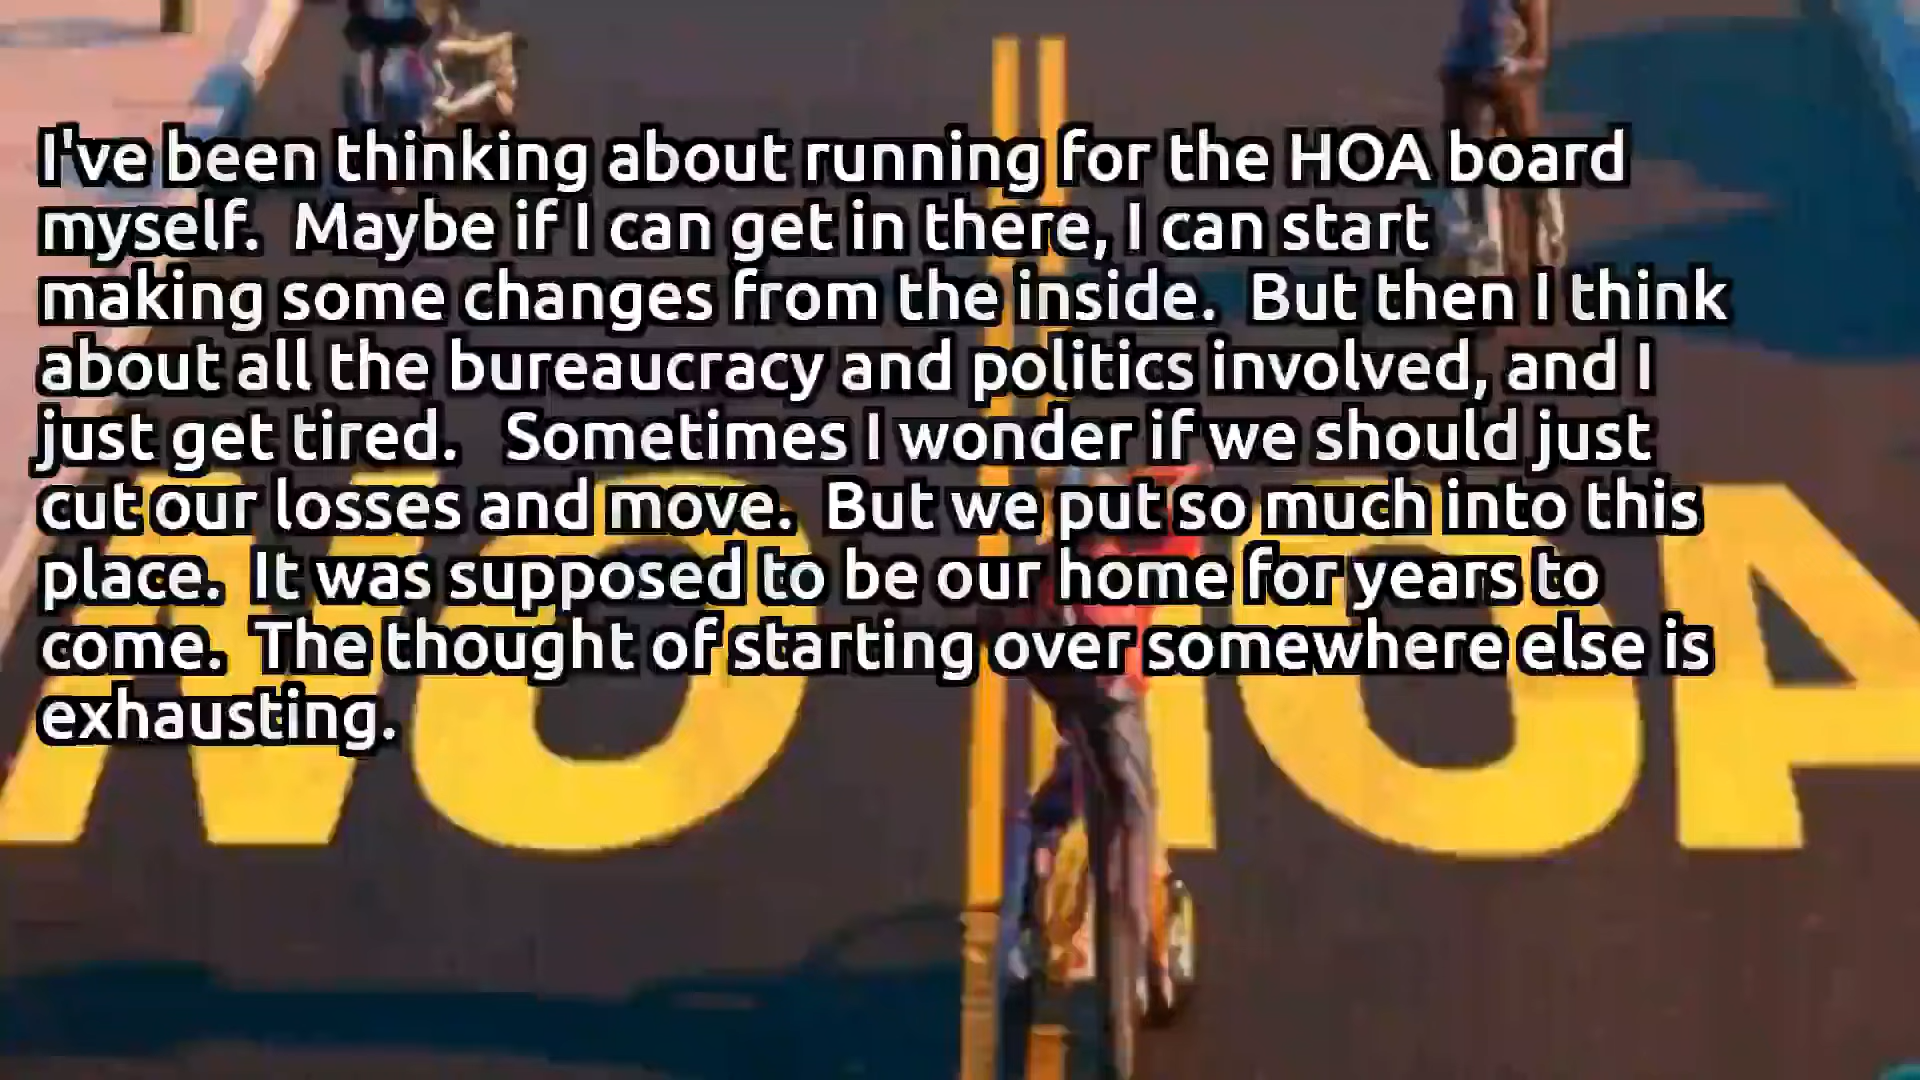 I've been thinking about running for the HOA board
myself.  Maybe if I can get in there, I can start
making some changes from the inside.  But then I think
about all the bureaucracy and politics involved, and I
just get tired.   Sometimes I wonder if we should just
cut our losses and move.  But we put so much into this
place.  It was supposed to be our home for years to
come.  The thought of starting over somewhere else is
exhausting.
NO HOA